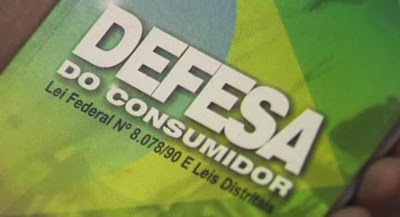 DEFESA
DO CONSUMIDOR
Lei Federal Nº 8.078/90 E Leis Distritais